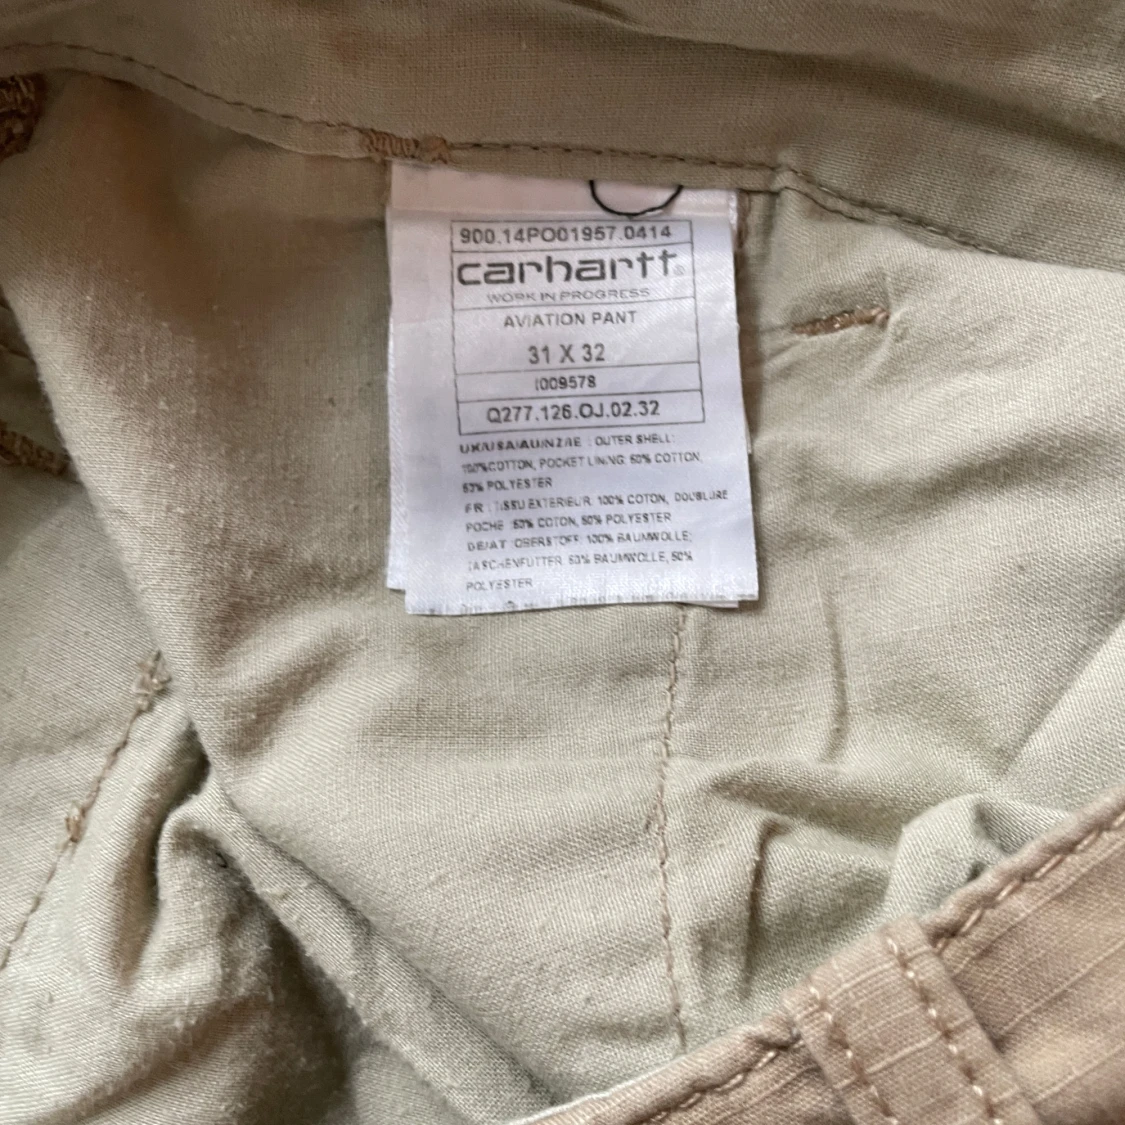 900.14PO01957.0414
carhartt®
WORK IN PROGRESS
AVIATION PANT
31 X 32
I009578
Q277.126.OJ.02.32
UK/USA/AU/NZ/IE : OUTER SHELL:
100%COTTON, POCKET LINING: 50% COTTON,
50% POLYESTER
FR : TISSU EXTERIEUR: 100% COTON, DOUBLURE
POCHE : 50% COTON, 50% POLYESTER
DE/AT :OBERSTOFF: 100% BAUMWOLLE;
TASCHENFUTTER: 50% BAUMWOLLE, 50%
POLYESTER